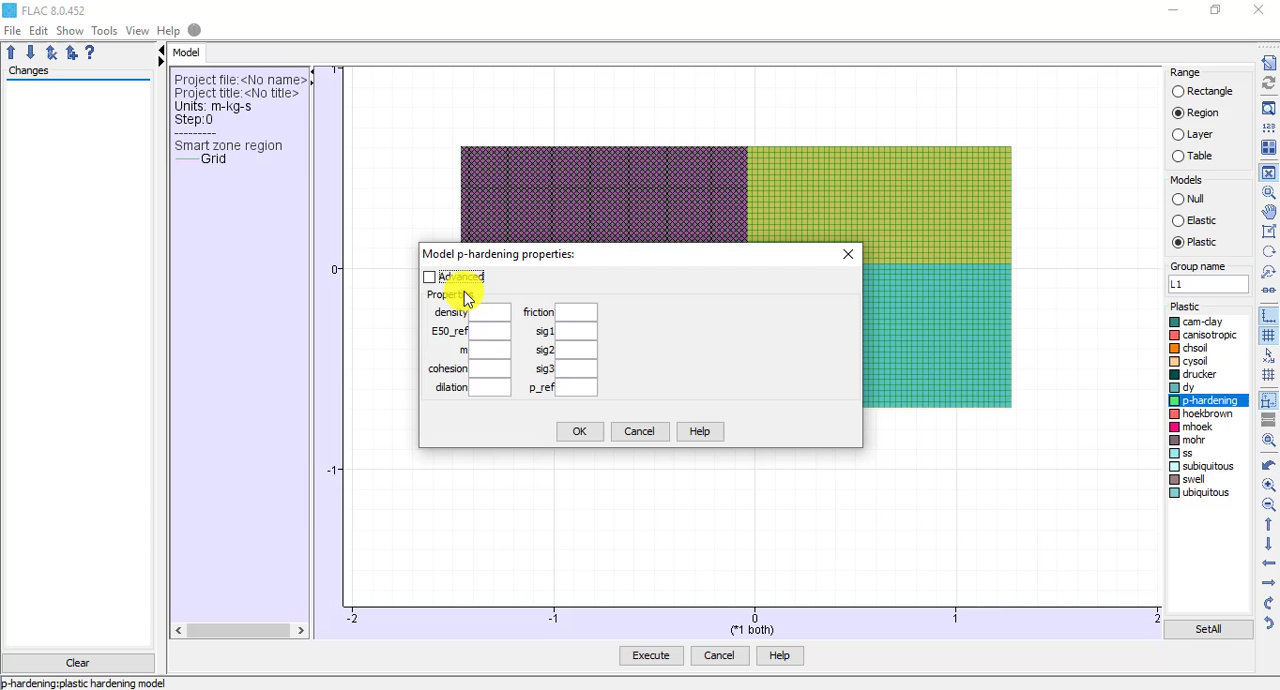 FLAC 8.0.452
File Edit Show Tools View Help
Changes
Model
Project file:<No name>
Project title:<No title>
Units: m-kg-s
Step:0
----------
Smart zone region
Grid
1
0
-1
-2 -1 0 1 2
(*1 both)
Model p-hardening properties:
Advanced
density friction
E50_ref sig1
m sig2
cohesion sig3
dilation p_ref
OK Cancel Help
Range
Rectangle
Region
Layer
Table
Models
Null
Elastic
Plastic
Group name
L1
Plastic
cam-clay
canisotropic
chsoil
cysoil
drucker
dy
p-hardening
hoekbrown
mhoek
mohr
ss
subiquitous
swell
ubiquitous
SetAll
Clear
Execute Cancel Help
p-hardening:plastic hardening model